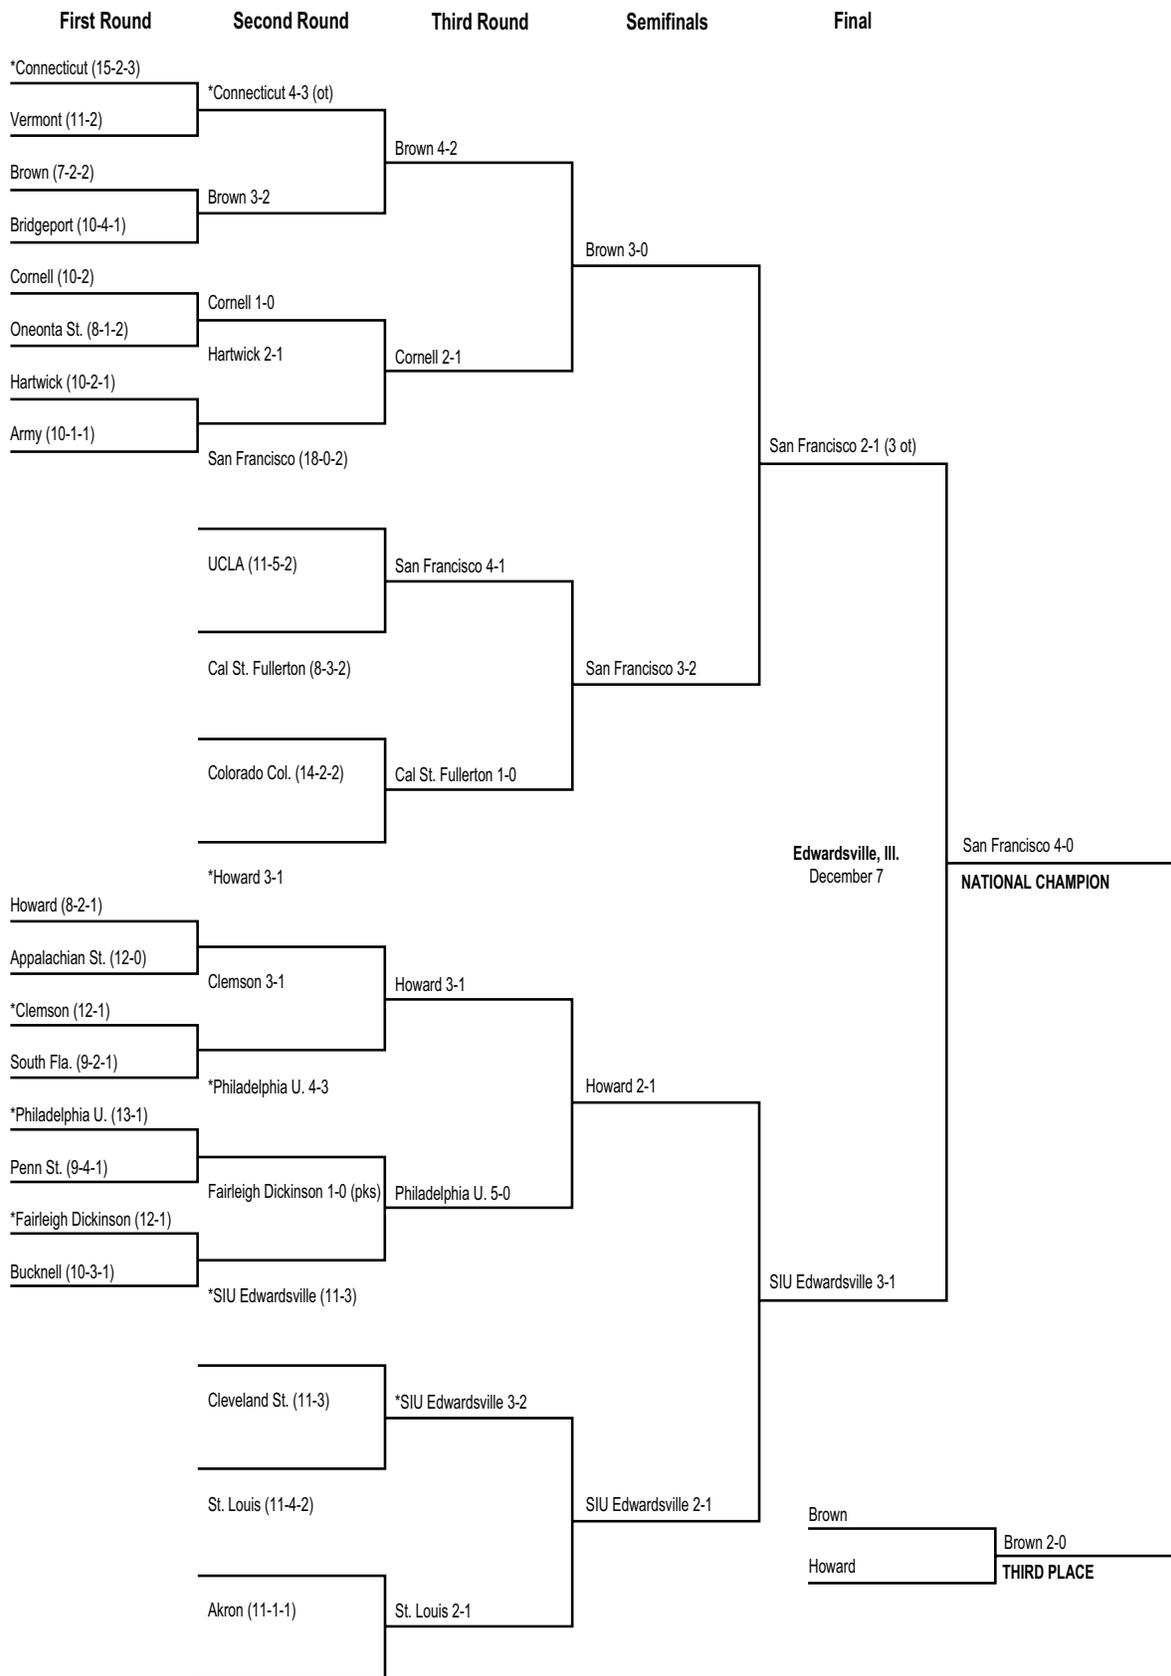 First Round
Second Round
Third Round
Semifinals
Final
*Connecticut (15-2-3)
Vermont (11-2)
Brown (7-2-2)
Bridgeport (10-4-1)
Cornell (10-2)
Oneonta St. (8-1-2)
Hartwick (10-2-1)
Army (10-1-1)
Howard (8-2-1)
Appalachian St. (12-0)
*Clemson (12-1)
South Fla. (9-2-1)
*Philadelphia U. (13-1)
Penn St. (9-4-1)
*Fairleigh Dickinson (12-1)
Bucknell (10-3-1)
*Connecticut 4-3 (ot)
Brown 3-2
Cornell 1-0
Hartwick 2-1
San Francisco (18-0-2)
UCLA (11-5-2)
Cal St. Fullerton (8-3-2)
Colorado Col. (14-2-2)
*Howard 3-1
Clemson 3-1
*Philadelphia U. 4-3
Fairleigh Dickinson 1-0 (pks)
*SIU Edwardsville (11-3)
Cleveland St. (11-3)
St. Louis (11-4-2)
Akron (11-1-1)
Brown 4-2
Cornell 2-1
San Francisco 4-1
Cal St. Fullerton 1-0
Howard 3-1
Philadelphia U. 5-0
*SIU Edwardsville 3-2
St. Louis 2-1
Brown 3-0
San Francisco 3-2
Howard 2-1
SIU Edwardsville 2-1
San Francisco 2-1 (3 ot)
SIU Edwardsville 3-1
Edwardsville, Ill.
December 7
San Francisco 4-0
NATIONAL CHAMPION
Brown
Howard
Brown 2-0
THIRD PLACE